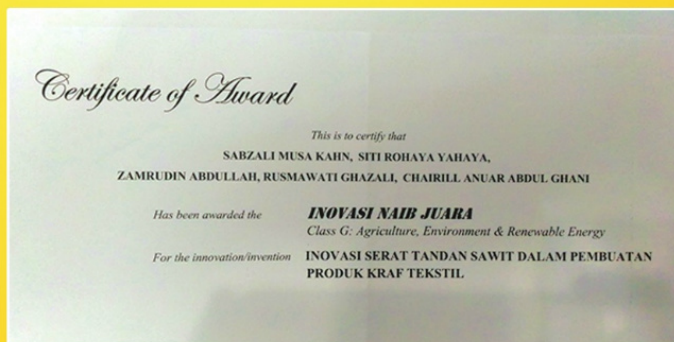 Certificate of Award
This is to certify that
SABZALI MUSA KAHN, SITI ROHAYA YAHAYA,
ZAMRUDIN ABDULLAH, RUSMAWATI GHAZALI, CHAIRILL ANUAR ABDUL GHANI
Has been awarded the INOVASI NAIB JUARA
Class G: Agriculture, Environment & Renewable Energy
For the innovation/invention INOVASI SERAT TANDAN SAWIT DALAM PEMBUATAN
PRODUK KRAF TEKSTIL